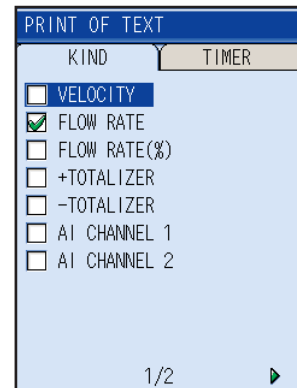 PRINT OF TEXT
KIND TIMER
VELOCITY
FLOW RATE
FLOW RATE(%)
+TOTALIZER
-TOTALIZER
AI CHANNEL 1
AI CHANNEL 2
1/2